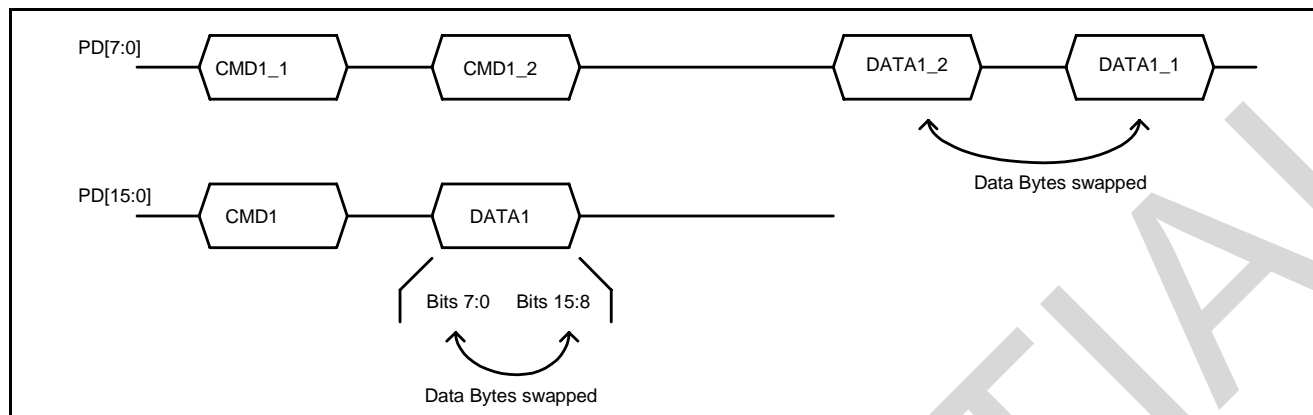 PD[7:0]
CMD1_1
CMD1_2
DATA1_2
DATA1_1
Data Bytes swapped
PD[15:0]
CMD1
DATA1
Bits 7:0
Bits 15:8
Data Bytes swapped